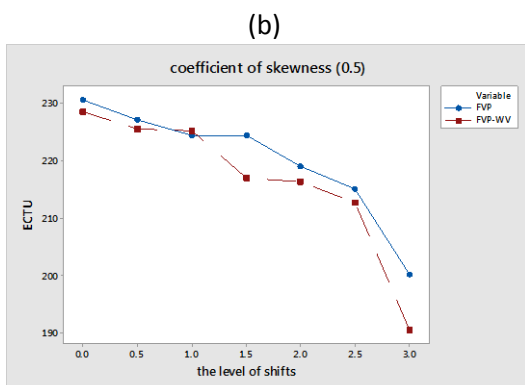 (b)
coefficient of skewness (0.5)
Variable
FVP
FVP-WV
230
220
210
200
190
ECTU
0.0 0.5 1.0 1.5 2.0 2.5 3.0
the level of shifts